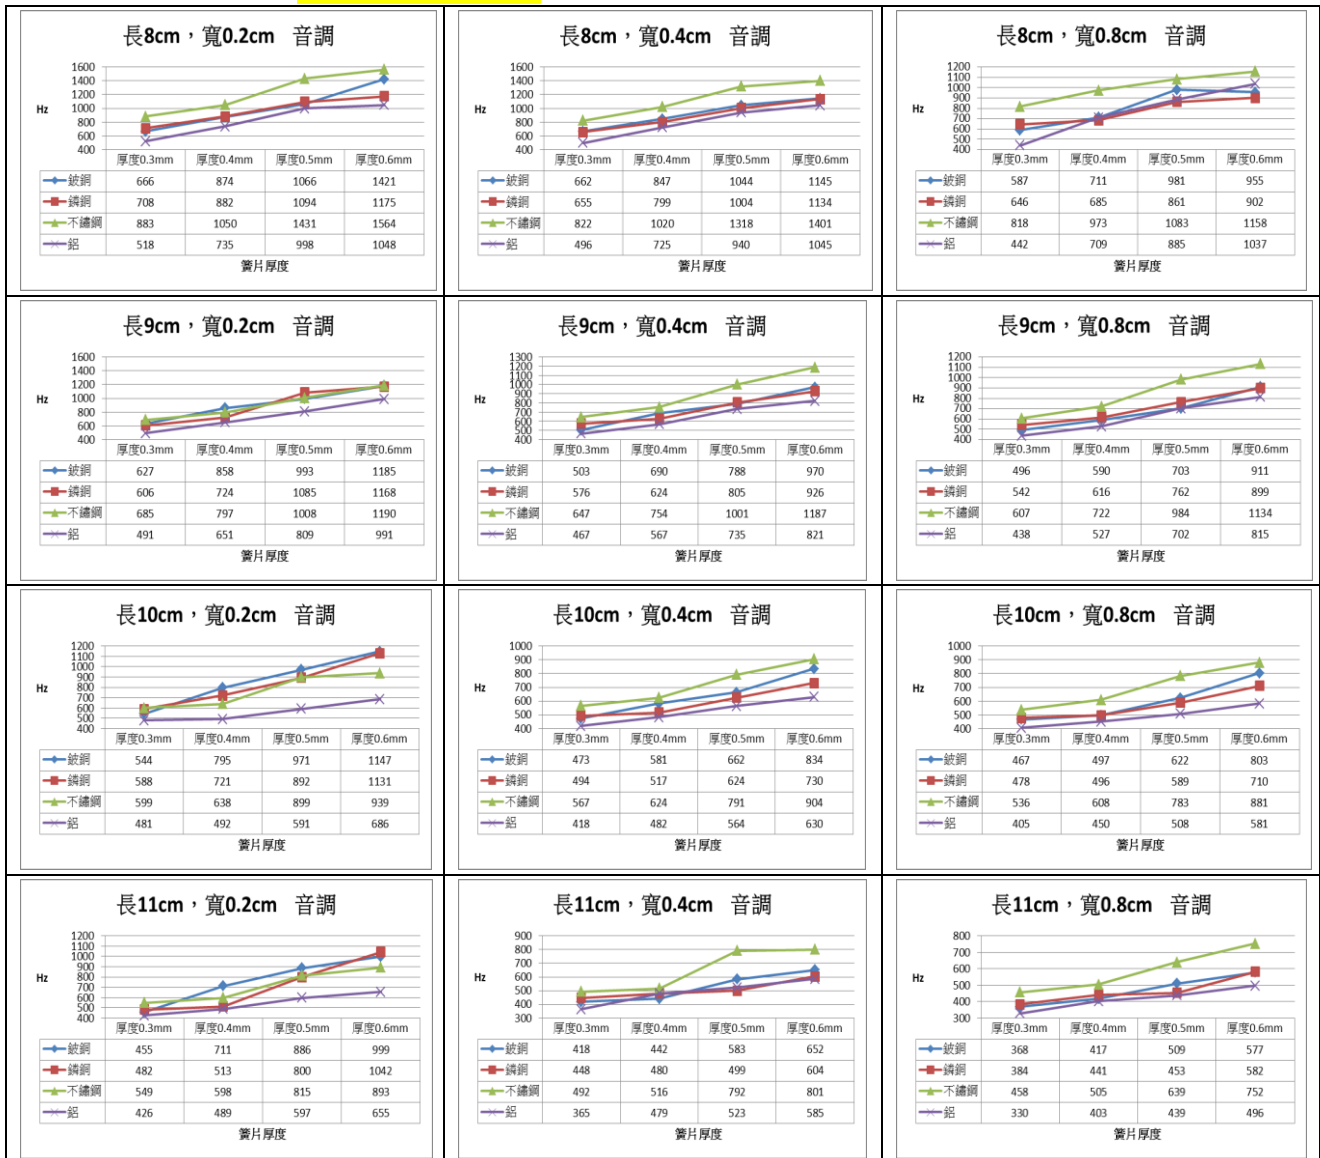 長8cm，寬0.2cm 音調
1600
1400
1200
1000
800
600
400
Hz
厚度0.3mm 厚度0.4mm 厚度0.5mm 厚度0.6mm
鈹銅 666 874 1066 1421
鏻銅 708 882 1094 1175
不鏽鋼 883 1050 1431 1564
鋁 518 735 998 1048
簧片厚度
長8cm，寬0.4cm 音調
1600
1400
1200
1000
800
600
400
Hz
厚度0.3mm 厚度0.4mm 厚度0.5mm 厚度0.6mm
鈹銅 662 847 1044 1145
鏻銅 655 799 1004 1134
不鏽鋼 822 1020 1318 1401
鋁 496 725 940 1045
簧片厚度
長8cm，寬0.8cm 音調
1200
1100
1000
900
800
700
600
500
400
Hz
厚度0.3mm 厚度0.4mm 厚度0.5mm 厚度0.6mm
鈹銅 587 711 981 955
鏻銅 646 685 861 902
不鏽鋼 818 973 1083 1158
鋁 442 709 885 1037
簧片厚度
長9cm，寬0.2cm 音調
1600
1400
1200
1000
800
600
400
Hz
厚度0.3mm 厚度0.4mm 厚度0.5mm 厚度0.6mm
鈹銅 627 858 993 1185
鏻銅 606 724 1085 1168
不鏽鋼 685 797 1008 1190
鋁 491 651 809 991
簧片厚度
長9cm，寬0.4cm 音調
1300
1200
1100
1000
900
800
700
600
500
400
Hz
厚度0.3mm 厚度0.4mm 厚度0.5mm 厚度0.6mm
鈹銅 503 690 788 970
鏻銅 576 624 805 926
不鏽鋼 647 754 1001 1187
鋁 467 567 735 821
簧片厚度
長9cm，寬0.8cm 音調
1200
1100
1000
900
800
700
600
500
400
Hz
厚度0.3mm 厚度0.4mm 厚度0.5mm 厚度0.6mm
鈹銅 496 590 703 911
鏻銅 542 616 762 899
不鏽鋼 607 722 984 1134
鋁 438 527 702 815
簧片厚度
長10cm，寬0.2cm 音調
1200
1100
1000
900
800
700
600
500
400
Hz
厚度0.3mm 厚度0.4mm 厚度0.5mm 厚度0.6mm
鈹銅 544 795 971 1147
鏻銅 588 721 892 1131
不鏽鋼 599 638 899 939
鋁 481 492 591 686
簧片厚度
長10cm，寬0.4cm 音調
1000
900
800
700
600
500
400
Hz
厚度0.3mm 厚度0.4mm 厚度0.5mm 厚度0.6mm
鈹銅 473 581 662 834
鏻銅 494 517 624 730
不鏽鋼 567 624 791 904
鋁 418 482 564 630
簧片厚度
長10cm，寬0.8cm 音調
1000
900
800
700
600
500
400
Hz
厚度0.3mm 厚度0.4mm 厚度0.5mm 厚度0.6mm
鈹銅 467 497 622 803
鏻銅 478 496 589 710
不鏽鋼 536 608 783 881
鋁 405 450 508 581
簧片厚度
長11cm，寬0.2cm 音調
1200
1100
1000
900
800
700
600
500
400
Hz
厚度0.3mm 厚度0.4mm 厚度0.5mm 厚度0.6mm
鈹銅 455 711 886 999
鏻銅 482 513 800 1042
不鏽鋼 549 598 815 893
鋁 426 489 597 655
簧片厚度
長11cm，寬0.4cm 音調
900
800
700
600
500
400
300
Hz
厚度0.3mm 厚度0.4mm 厚度0.5mm 厚度0.6mm
鈹銅 418 442 583 652
鏻銅 448 480 499 604
不鏽鋼 492 516 792 801
鋁 365 479 523 585
簧片厚度
長11cm，寬0.8cm 音調
800
700
600
500
400
300
Hz
厚度0.3mm 厚度0.4mm 厚度0.5mm 厚度0.6mm
鈹銅 368 417 509 577
鏻銅 384 441 453 582
不鏽鋼 458 505 639 752
鋁 330 403 439 496
簧片厚度